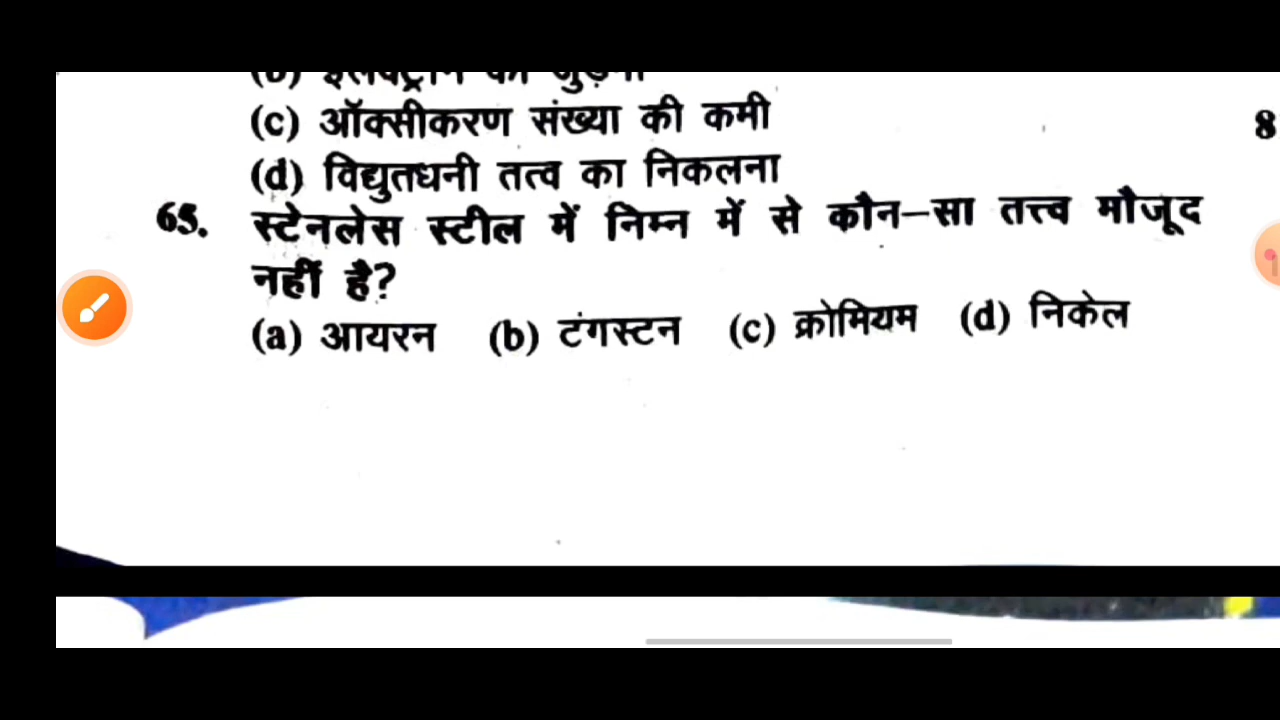 (c) ऑक्सीकरण संख्या की कमी
8
(d) विद्युतधनी तत्व का निकलना
65. स्टेनलेस स्टील में निम्न में से कौन-सा तत्त्व मौजूद
नहीं है?
(a) आयरन (b) टंगस्टन (c) क्रोमियम (d) निकेल